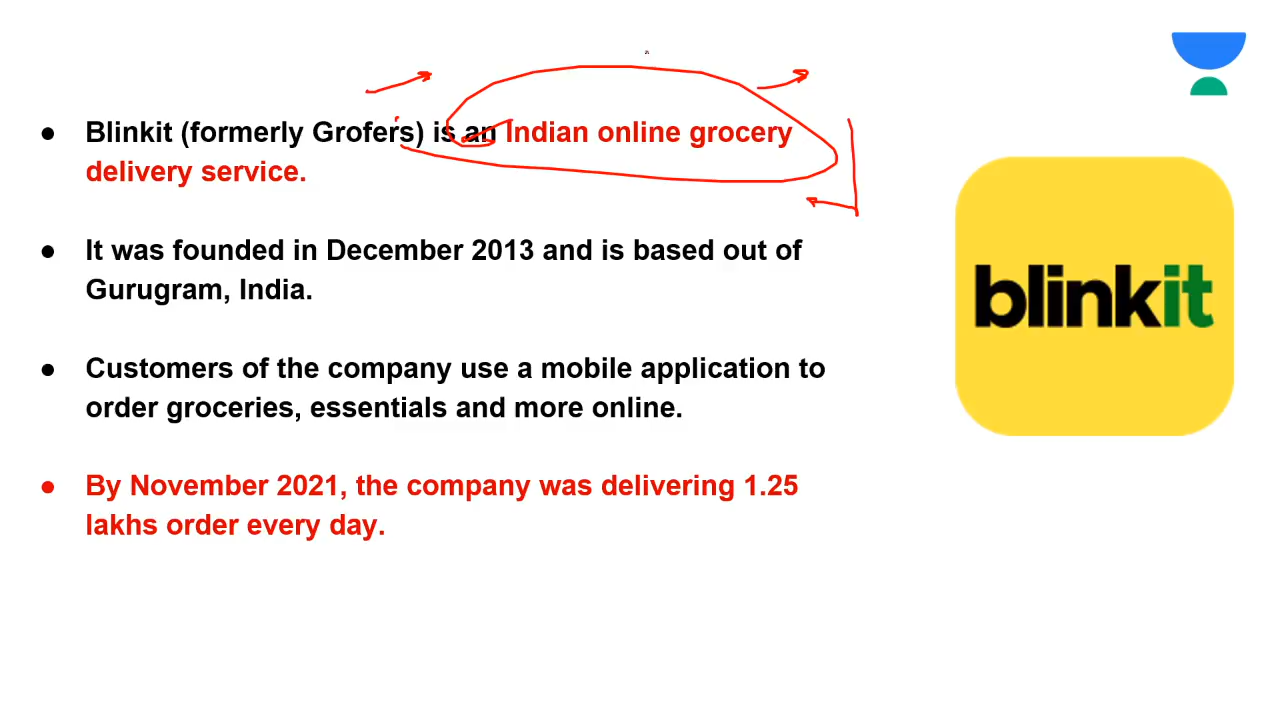 ● Blinkit (formerly Grofers) is an Indian online grocery
delivery service.
● It was founded in December 2013 and is based out of
Gurugram, India.
● Customers of the company use a mobile application to
order groceries, essentials and more online.
● By November 2021, the company was delivering 1.25
lakhs order every day.
blinkit